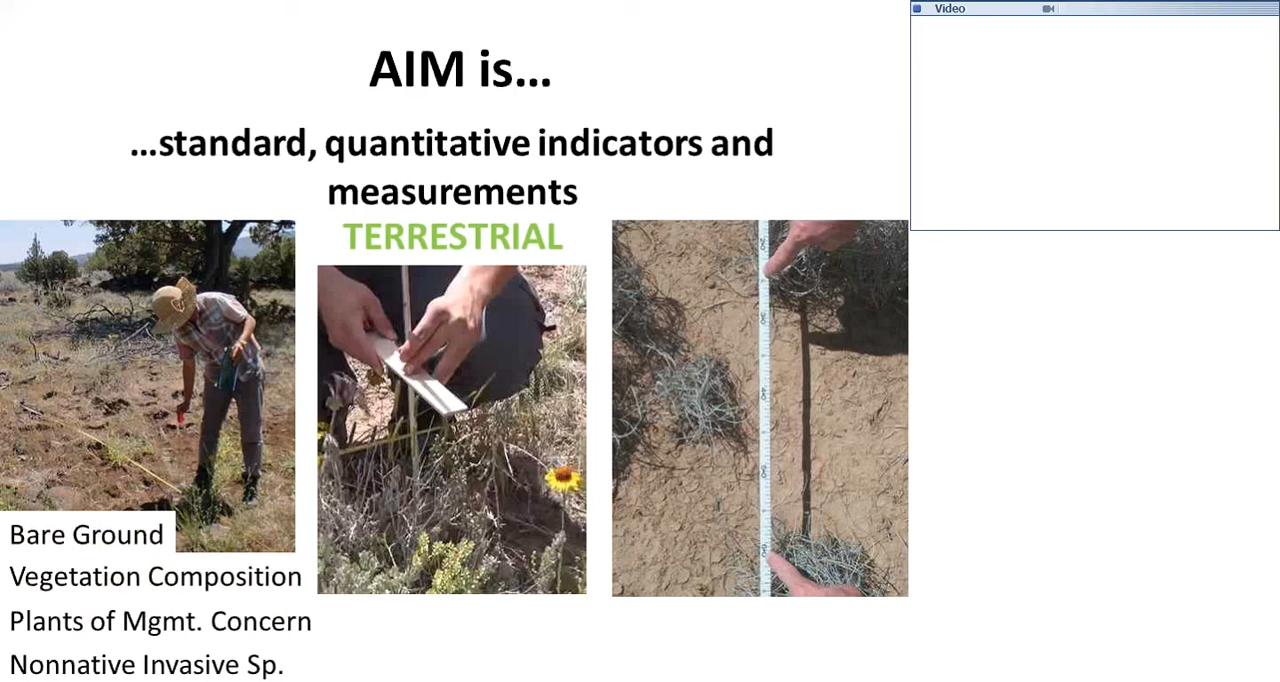 Video
AIM is…
…standard, quantitative indicators and
measurements
TERRESTRIAL
Bare Ground
Vegetation Composition
Plants of Mgmt. Concern
Nonnative Invasive Sp.